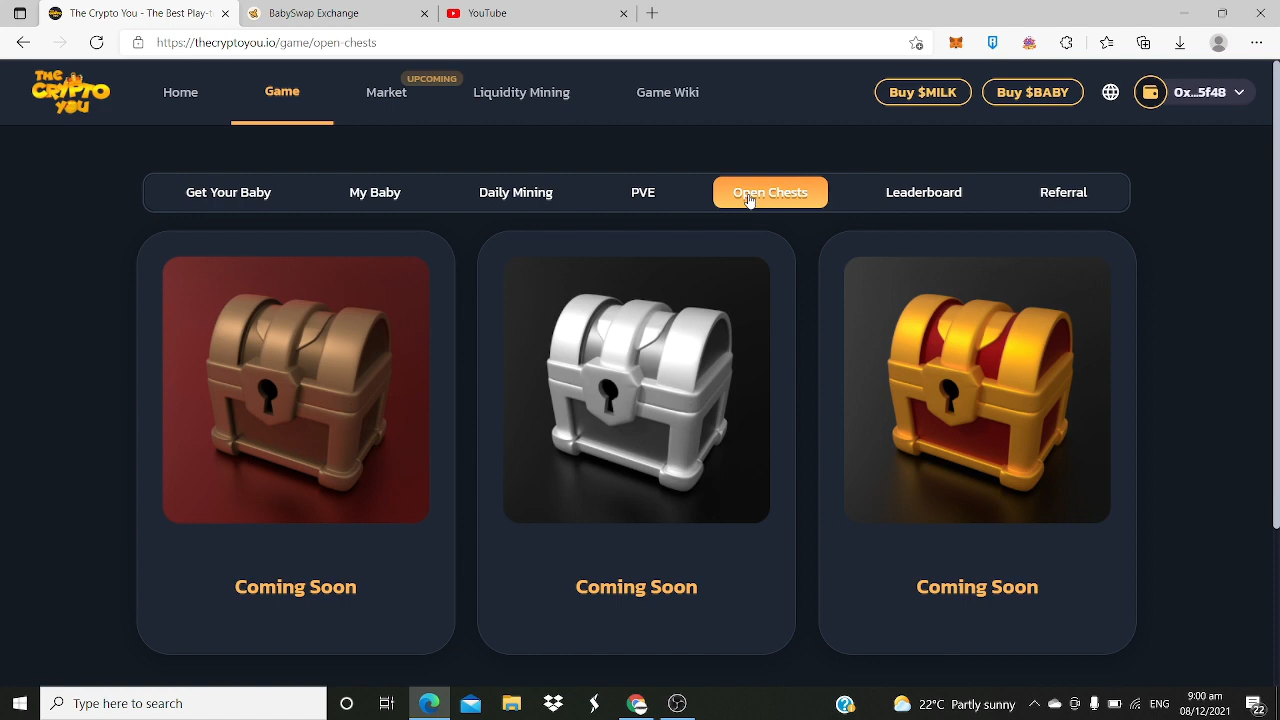 The Crypto You - The Best Play-t
BabySwap Exchange
YouTube
https://thecryptoyou.io/game/open-chests
THE CRYPTO YOU
Home
Game
Market
UPCOMING
Liquidity Mining
Game Wiki
Buy $MILK
Buy $BABY
0x...5f48
Get Your Baby
My Baby
Daily Mining
PVE
Open Chests
Leaderboard
Referral
Coming Soon
Coming Soon
Coming Soon
Type here to search
22°C Partly sunny
ENG
9:00 am
08/12/2021
22